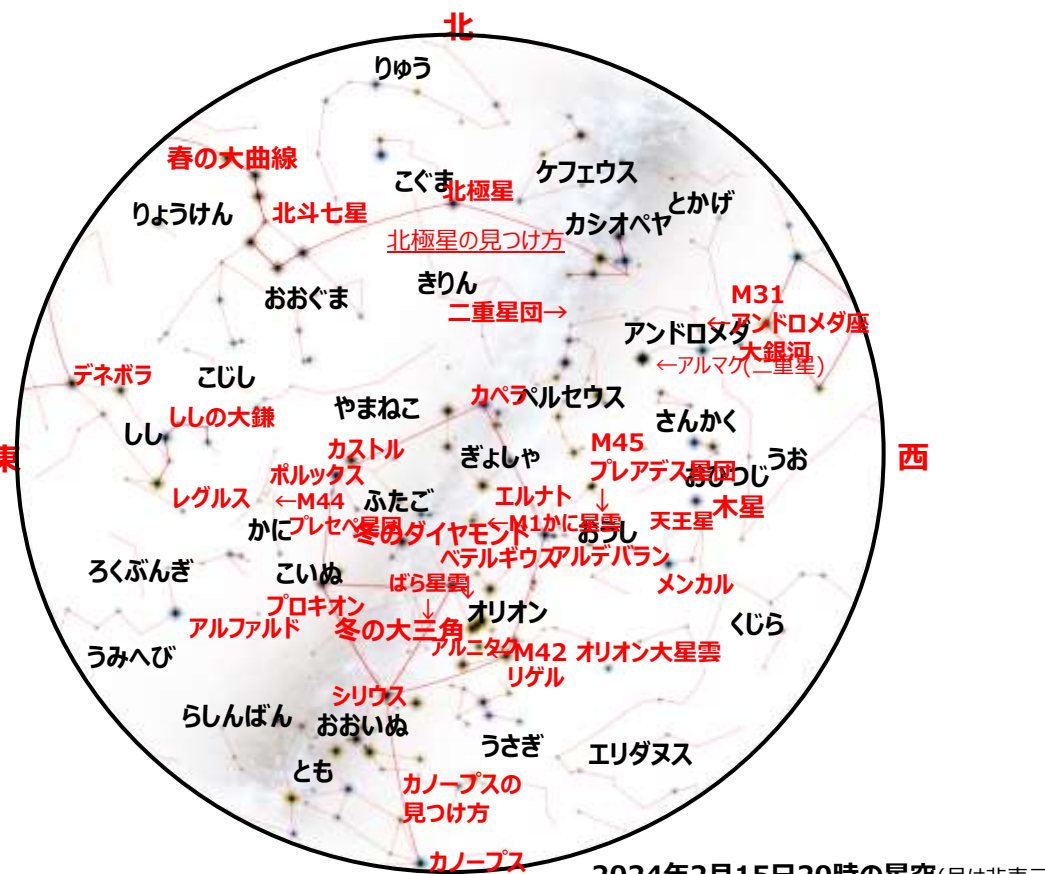 北
りゅう
春の大曲線
ケフェウス
こぐま
北極星
とかげ
りょうけん
北斗七星
カシオペヤ
北極星の見つけ方
きりん
おおぐま
M31
二重星団→
←アンドロメダ座
アンドロメダ
大銀河
←アルマク(二重星)
デネボラ
こじし
カペラ
ペルセウス
やまねこ
ししの大鎌
さんかく
しし
カストル
M45
東
ぎょしゃ
うお
西
ポルックス
プレアデス星団
おひつじ
レグルス
←M44
ふたご
エルナト
↓
木星
かに
プレセペ星団
冬のダイヤモンド
←M1かに星雲
おうし
天王星
ベテルギウス
アルデバラン
ろくぶんぎ
こいぬ
ばら星雲
メンカル
↓
↓
プロキオン
オリオン
アルファルド
冬の大三角
くじら
うみへび
アルニタク
←M42 オリオン大星雲
リゲル
シリウス
らしんばん
おおいぬ
うさぎ
エリダヌス
とも
カノープスの
見つけ方
カノープス